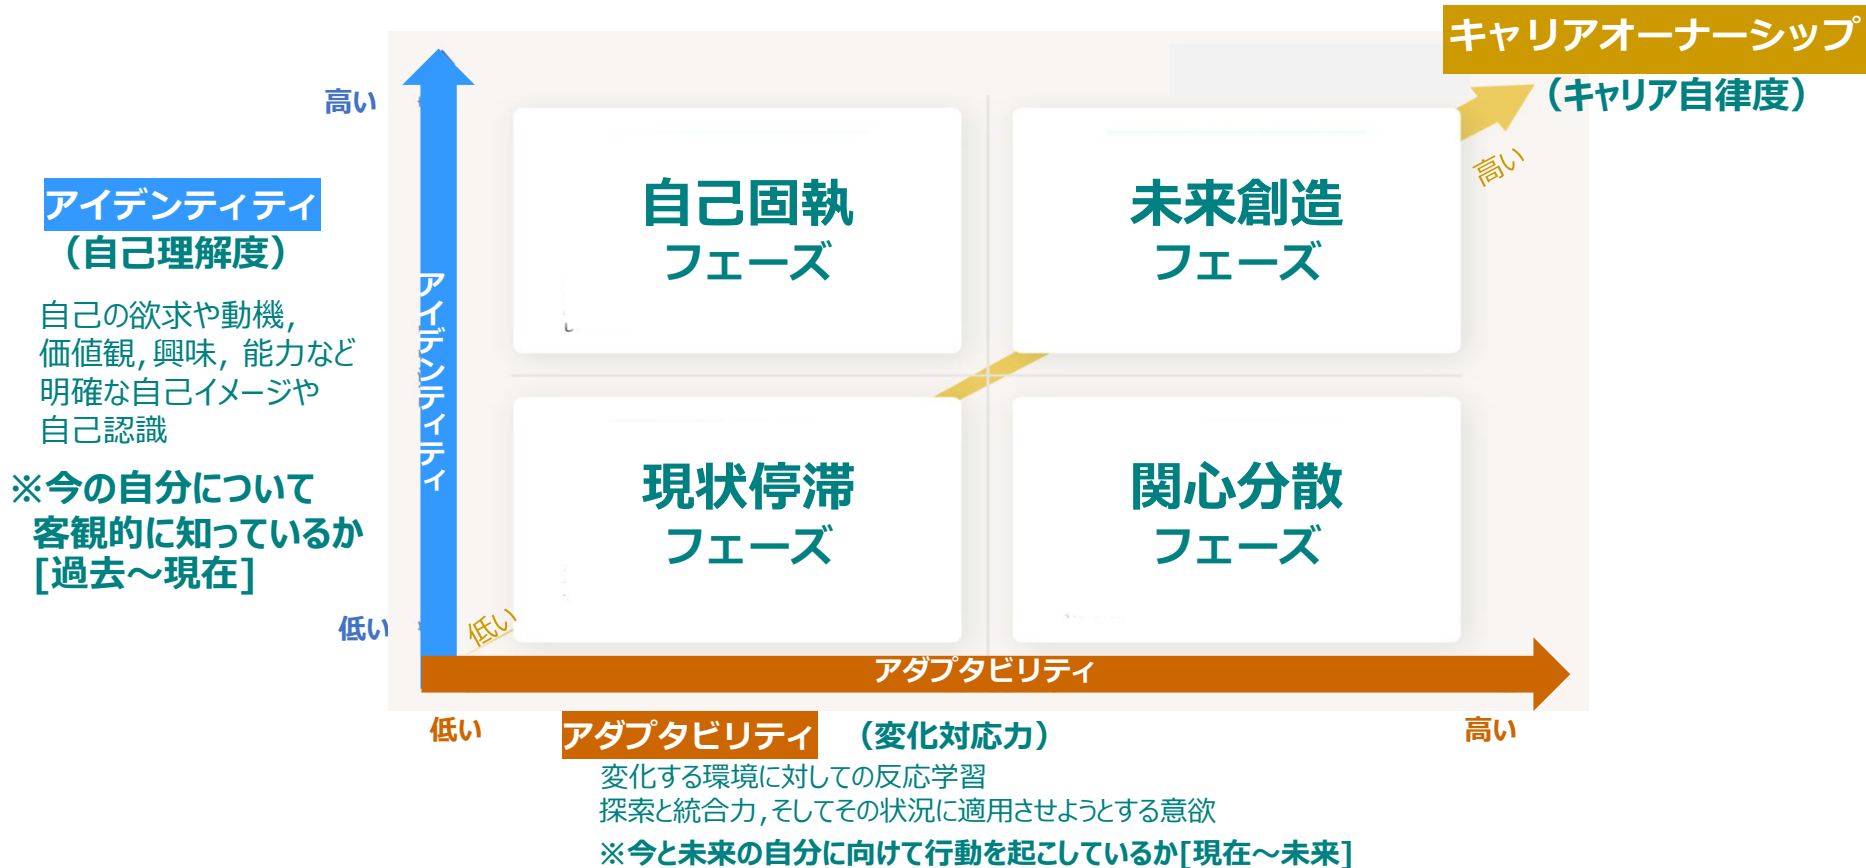 キャリアオーナーシップ
（キャリア自律度）
高い
高い
アイデンティティ
（自己理解度）
自己の欲求や動機，
価値観，興味，能力など
明確な自己イメージや
自己認識
※今の自分について
客観的に知っているか
[過去～現在]
アイデンティティ
自己固執
フェーズ
未来創造
フェーズ
現状停滞
フェーズ
関心分散
フェーズ
低い
低い
アダプタビリティ
低い
高い
アダプタビリティ （変化対応力）
変化する環境に対しての反応学習
探索と統合力，そしてその状況に適用させようとする意欲
※今と未来の自分に向けて行動を起こしているか[現在～未来]